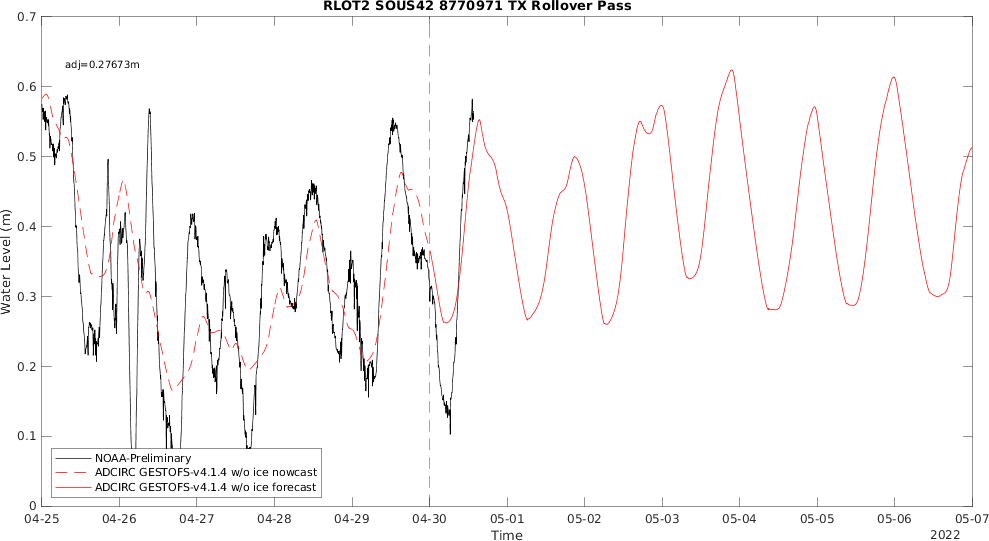 RLOT2 SOUS42 8770971 TX Rollover Pass
adj=0.27673m
0.7
0.6
0.5
0.4
0.3
0.2
0.1
0
Water Level (m)
NOAA-Preliminary
ADCIRC GESTOFS-v4.1.4 w/o ice nowcast
ADCIRC GESTOFS-v4.1.4 w/o ice forecast
04-25 04-26 04-27 04-28 04-29 04-30 05-01 05-02 05-03 05-04 05-05 05-06 05-07
Time
2022